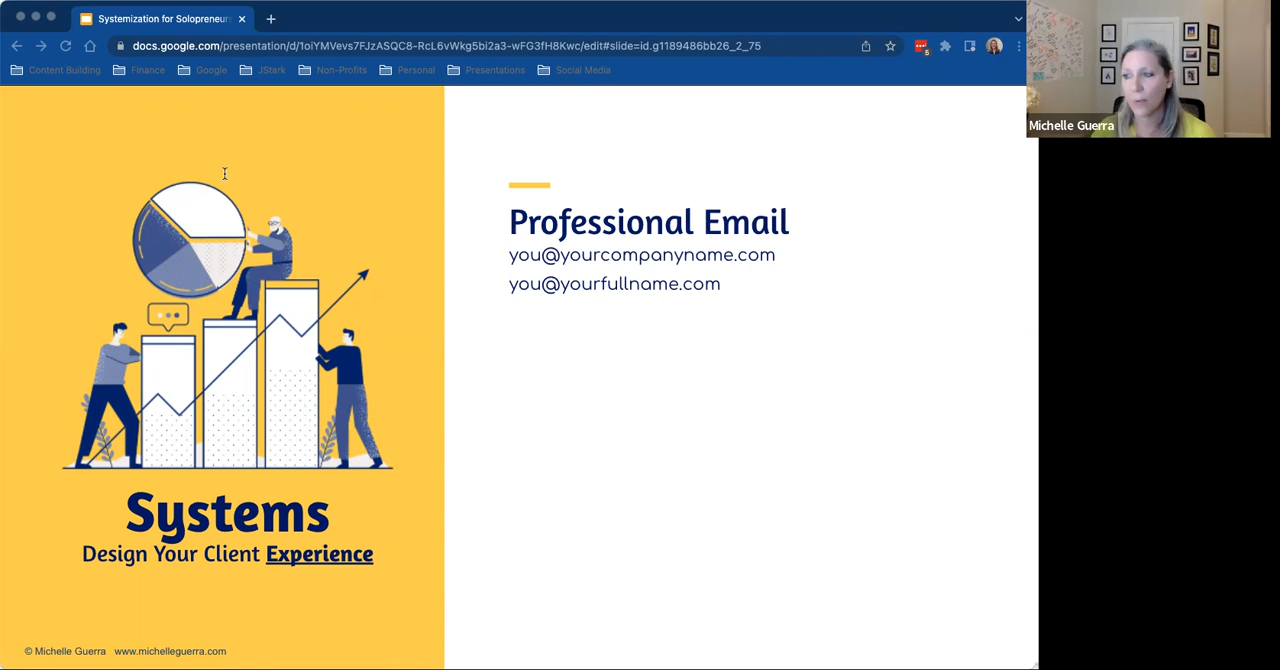 Systemization for Solopreneurs
docs.google.com/presentation/d/1oiYMVevs7FJzASQC8-RcL6vWkg5bi2a3-wFG3fH8Kwc/edit#slide=id.g1189486bb26_2_75
5
Content Building Finance Google JStark Non-Profits Personal Presentations Social Media
Michelle Guerra
Professional Email
you@yourcompanyname.com
you@yourfullname.com
Systems
Design Your Client Experience
© Michelle Guerra www.michelleguerra.com